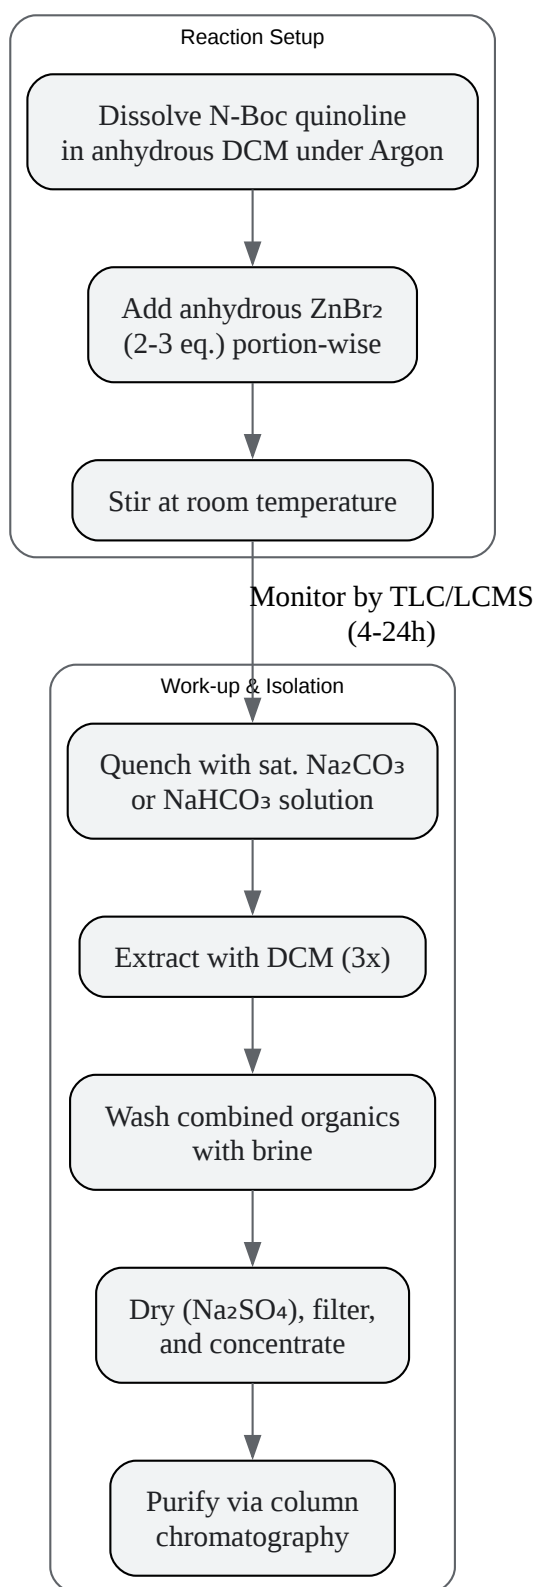 Reaction Setup
Dissolve N-Boc quinoline
in anhydrous DCM under Argon
Add anhydrous ZnBr₂
(2-3 eq.) portion-wise
Stir at room temperature
Monitor by TLC/LCMS
(4-24h)
Work-up & Isolation
Quench with sat. Na₂CO₃
or NaHCO₃ solution
Extract with DCM (3x)
Wash combined organics
with brine
Dry (Na₂SO₄), filter,
and concentrate
Purify via column
chromatography